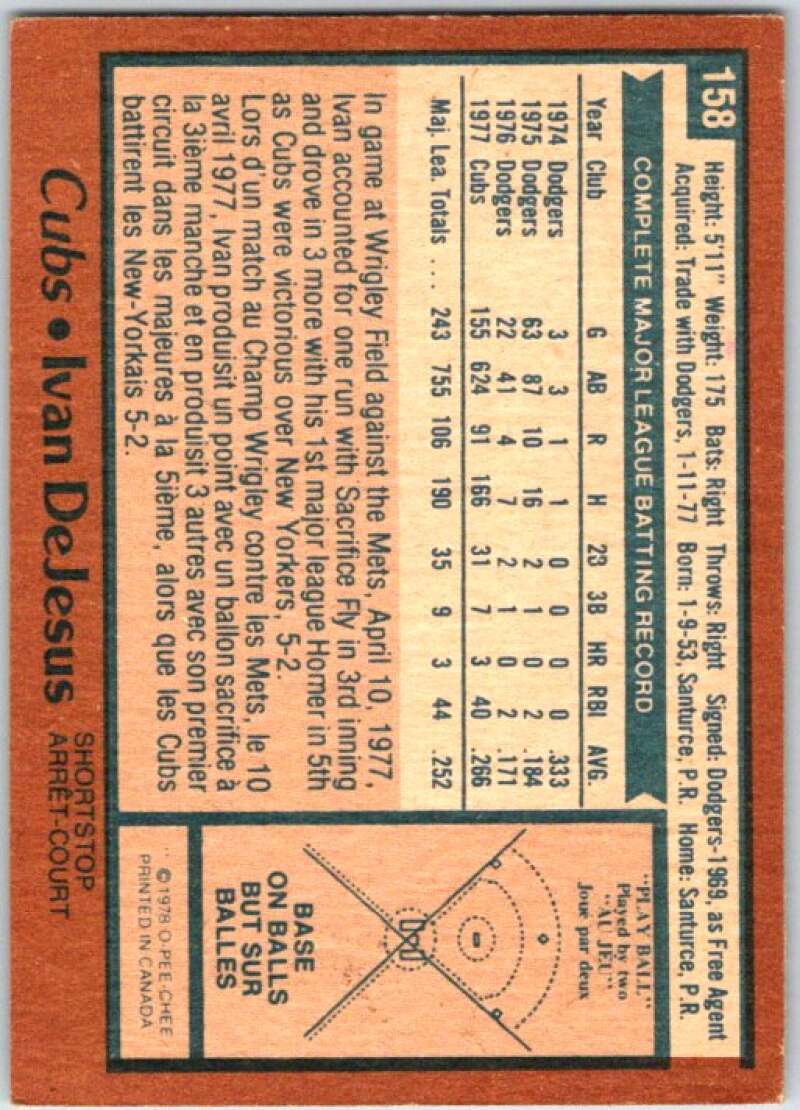 158
Height: 5'11" Weight: 175 Bats: Right Throws: Right Signed: Dodgers-1969, as Free Agent
Acquired: Trade with Dodgers, 1-11-77 Born: 1-9-53, Santurce, P.R. Home: Santurce, P.R.
COMPLETE MAJOR LEAGUE BATTING RECORD
Year Club G AB R H 23 3B HR RBI AVG.
1974 Dodgers 3 3 1 1 0 0 0 0 .333
1975 Dodgers 63 87 10 16 2 1 0 2 .184
1976 Dodgers 22 41 4 7 2 1 0 2 .171
1977 Cubs 155 624 91 166 31 7 3 40 .266
Maj. Lea. Totals ... 243 755 106 190 35 9 3 44 .252
In game at Wrigley Field against the Mets, April 10, 1977,
Ivan accounted for one run with Sacrifice Fly in 3rd inning
and drove in 3 more with his 1st major league Homer in 5th
as Cubs were victorious over New Yorkers, 5-2.
Lors d'un match au Champ Wrigley contre les Mets, le 10
avril 1977, Ivan produisit un point avec un ballon sacrifice à
la 3ième manche et en produisit 3 autres avec son premier
circuit dans les majeures à la 5ième, alors que les Cubs
battirent les New-Yorkais 5-2.
"PLAY BALL"
Played by two
"AU JEU"
Joue par deux
BASE
ON BALLS
BUT SUR
BALLES
©1978 O-PEE-CHEE
PRINTED IN CANADA
Cubs • Ivan DeJesus
SHORTSTOP
ARRÊT-COURT